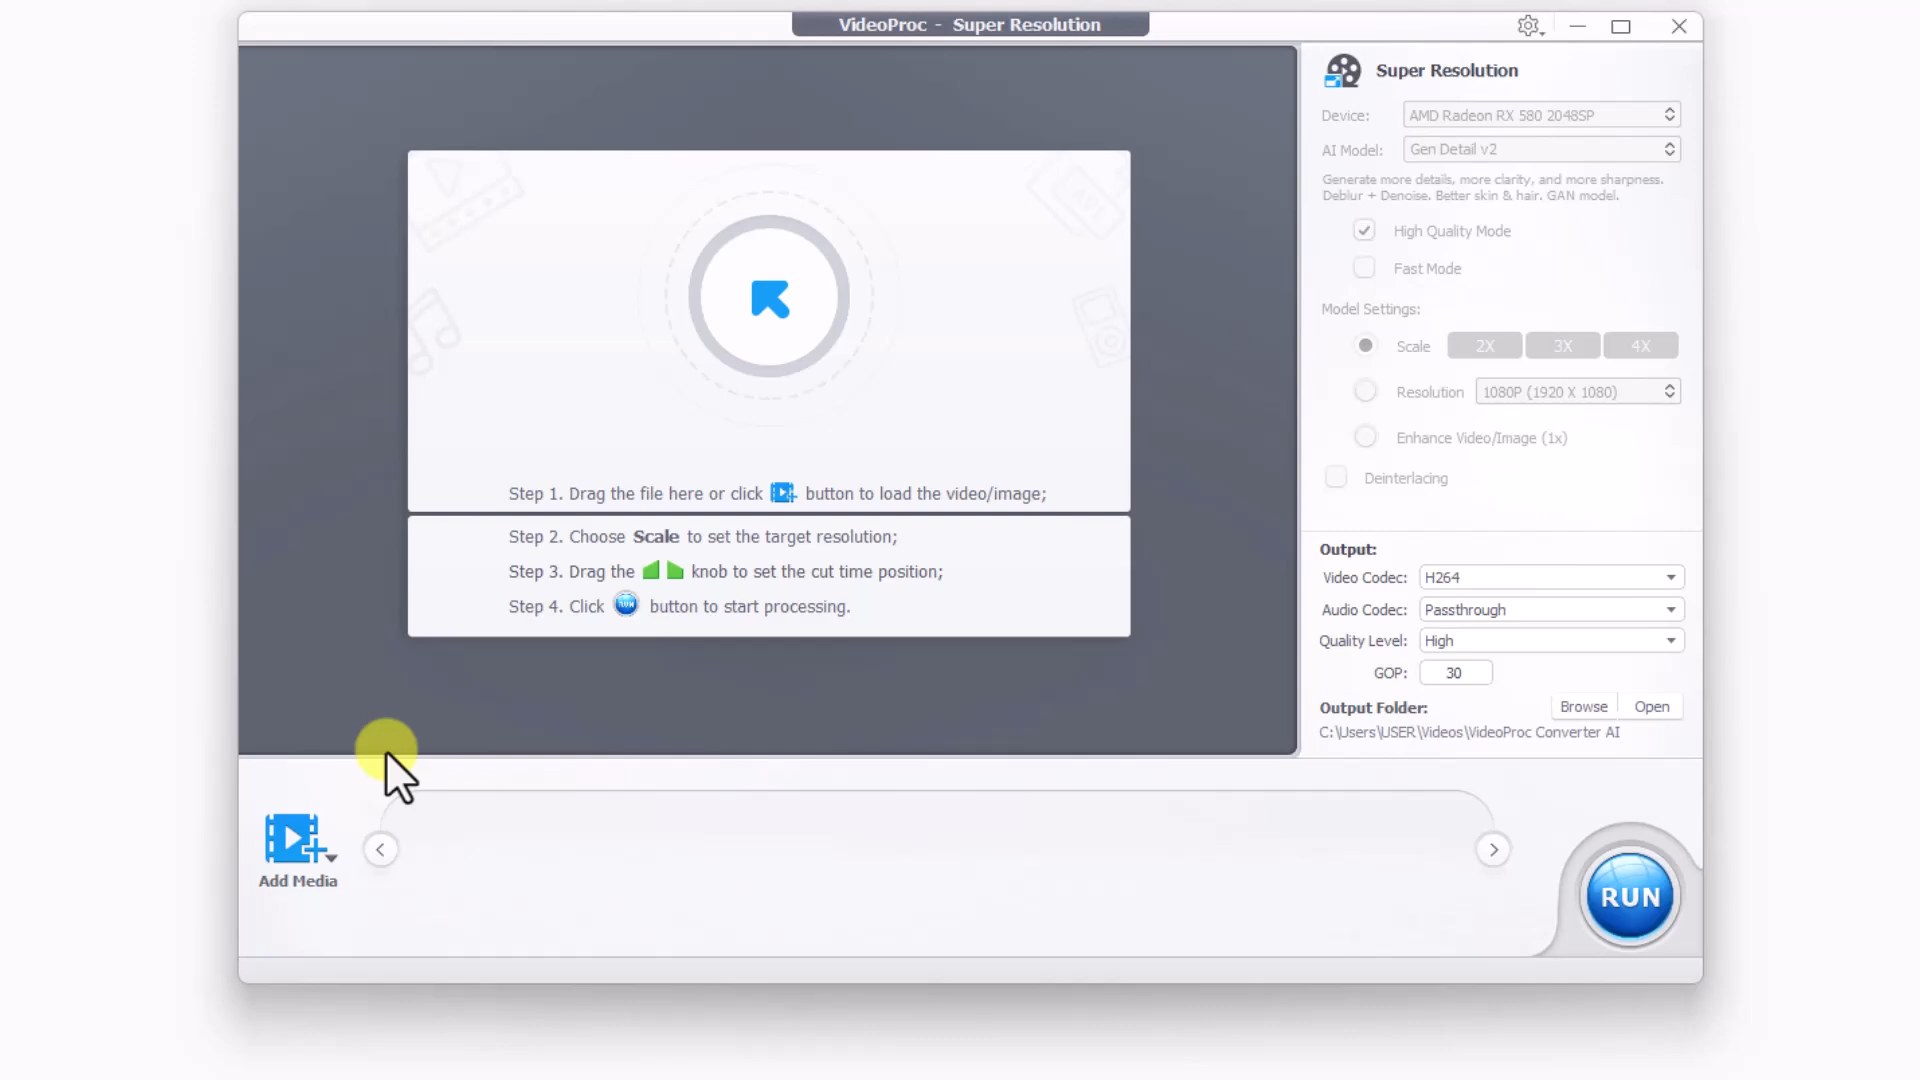 VideoProc - Super Resolution
Super Resolution
Device: AMD Radeon RX 580 2048SP
AI Model: Gen Detail v2
Generate more details, more clarity, and more sharpness.
Deblur + Denoise. Better skin & hair. GAN model.
High Quality Mode
Fast Mode
Model Settings:
Scale 2X 3X 4X
Resolution 1080P (1920 X 1080)
Enhance Video/Image (1x)
Deinterlacing
Step 1. Drag the file here or click button to load the video/image;
Step 2. Choose Scale to set the target resolution;
Step 3. Drag the knob to set the cut time position;
Step 4. Click RUN button to start processing.
Output:
Video Codec: H264
Audio Codec: Passthrough
Quality Level: High
GOP: 30
Output Folder: Browse Open
C:\Users\USER\Videos\VideoProc Converter AI
Add Media
RUN